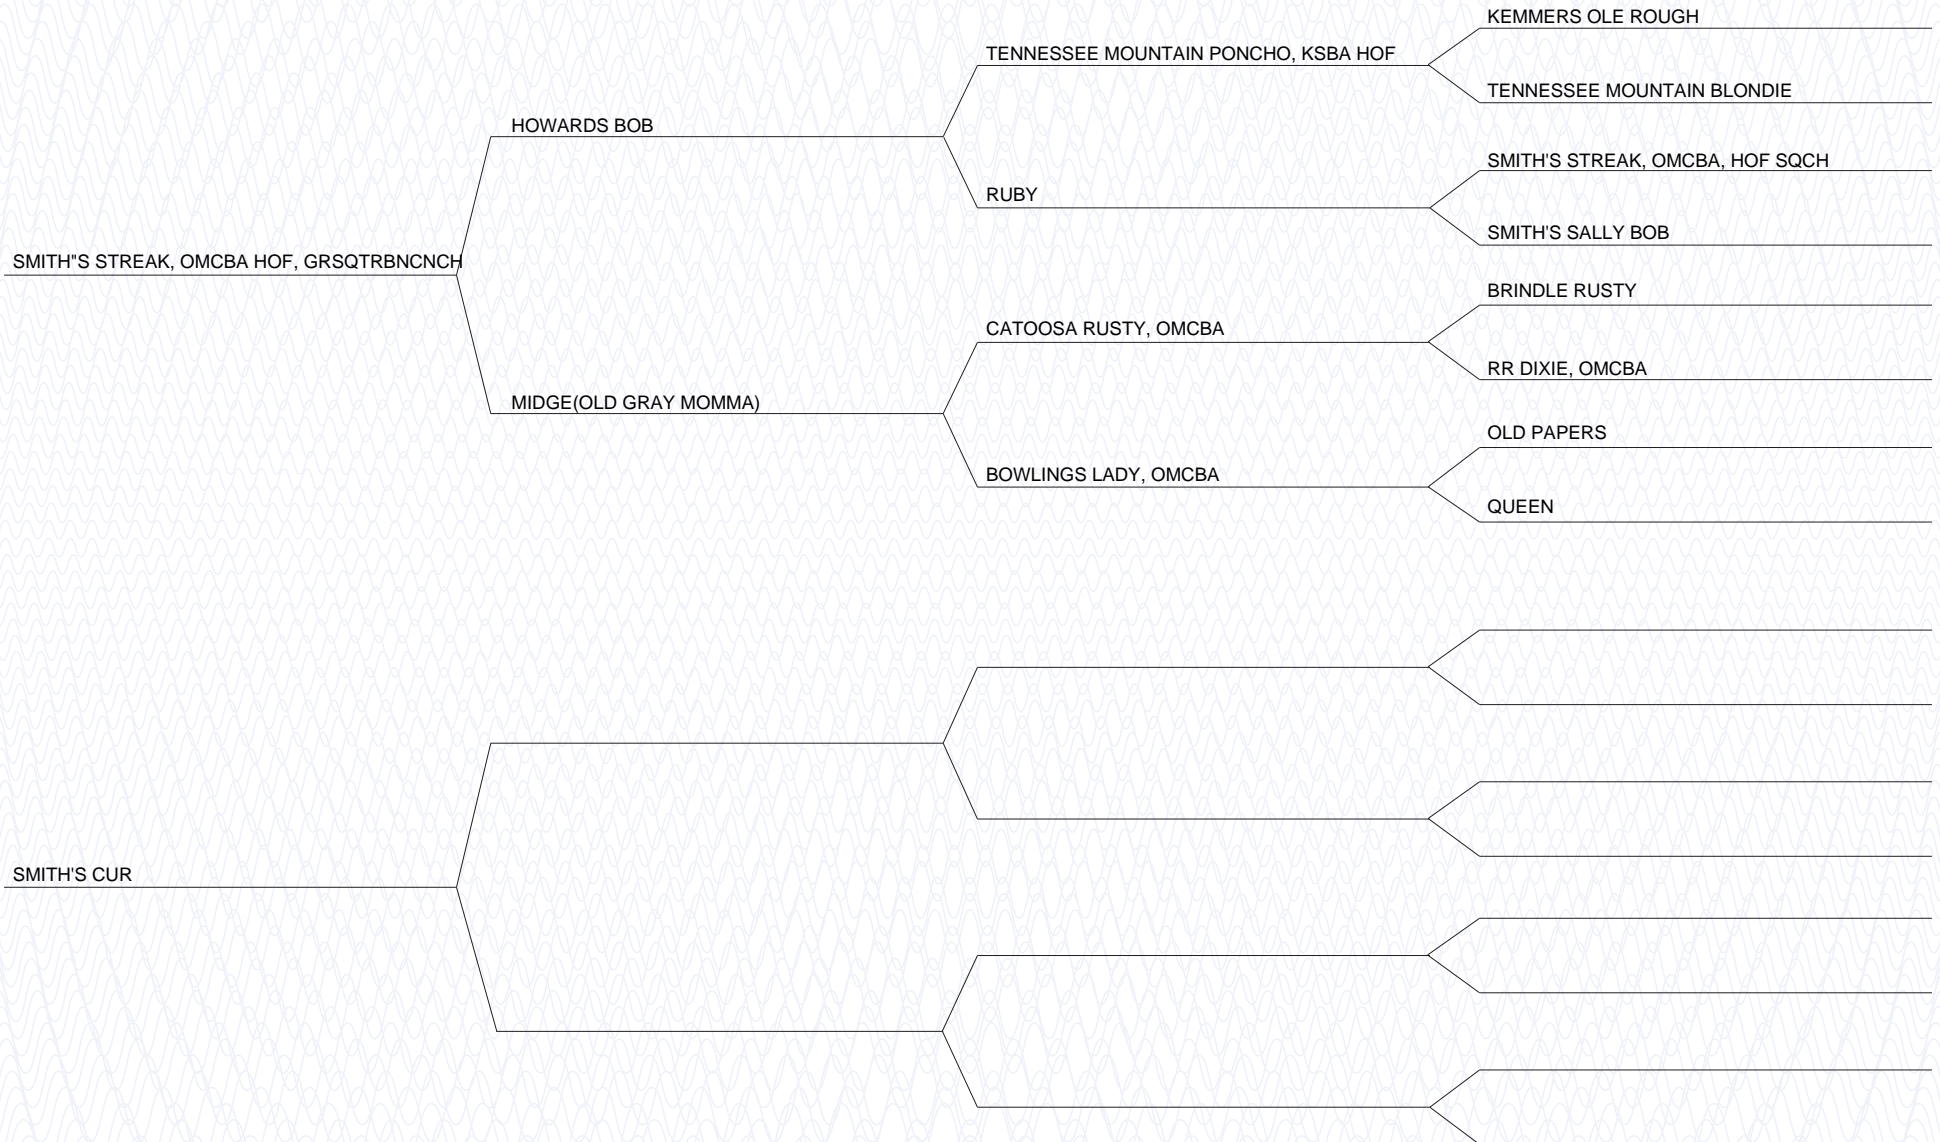 KEMMERS OLE ROUGH
TENNESSEE MOUNTAIN PONCHO, KSBA HOF
TENNESSEE MOUNTAIN BLONDIE
HOWARDS BOB
SMITH'S STREAK, OMCBA, HOF SQCH
RUBY
SMITH'S SALLY BOB
SMITH"S STREAK, OMCBA HOF, GRSQTRBNCNCH
BRINDLE RUSTY
CATOOSA RUSTY, OMCBA
RR DIXIE, OMCBA
MIDGE(OLD GRAY MOMMA)
OLD PAPERS
BOWLINGS LADY, OMCBA
QUEEN
SMITH'S CUR